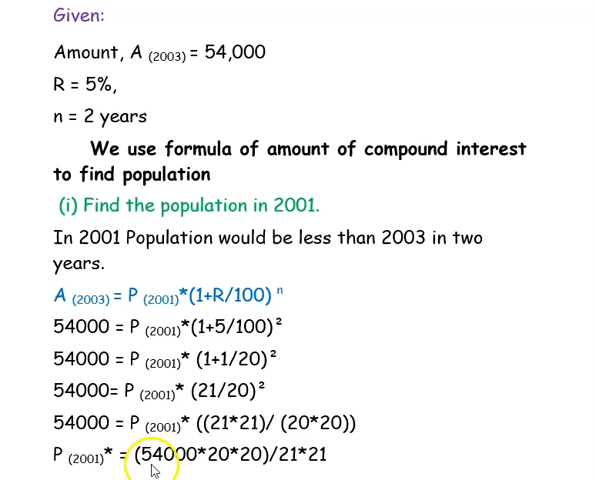 Given:
Amount, A (2003) = 54,000
R = 5%,
n = 2 years
We use formula of amount of compound interest
to find population
(i) Find the population in 2001.
In 2001 Population would be less than 2003 in two
years.
A (2003) = P (2001)*(1+R/100) ⁿ
54000 = P (2001)*(1+5/100)²
54000 = P (2001)* (1+1/20)²
54000= P (2001)* (21/20)²
54000 = P (2001)* ((21*21)/ (20*20))
P (2001)* = (54000*20*20)/21*21